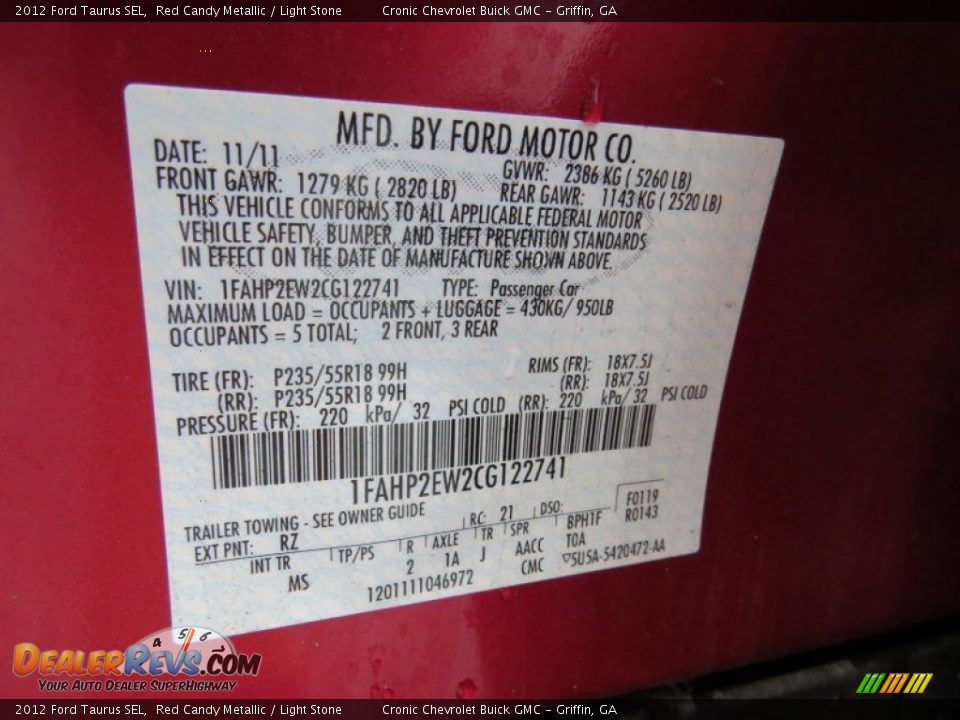 2012 Ford Taurus SEL, Red Candy Metallic / Light Stone Cronic Chevrolet Buick GMC - Griffin, GA
MFD. BY FORD MOTOR CO.
DATE: 11/11 GVWR: 2386 KG ( 5260 LB)
FRONT GAWR: 1279 KG ( 2820 LB) REAR GAWR: 1143 KG ( 2520 LB)
THIS VEHICLE CONFORMS TO ALL APPLICABLE FEDERAL MOTOR
VEHICLE SAFETY, BUMPER, AND THEFT PREVENTION STANDARDS
IN EFFECT ON THE DATE OF MANUFACTURE SHOWN ABOVE.
VIN: 1FAHP2EW2CG122741 TYPE: Passenger Car
MAXIMUM LOAD = OCCUPANTS + LUGGAGE = 430KG/ 950LB
OCCUPANTS = 5 TOTAL; 2 FRONT, 3 REAR
TIRE (FR): P235/55R18 99H RIMS (FR): 18X7.5J
(RR): P235/55R18 99H (RR): 18X7.5J
PRESSURE (FR): 220 kPa/ 32 PSI COLD (RR): 220 kPa/ 32 PSI COLD
1FAHP2EW2CG122741
TRAILER TOWING - SEE OWNER GUIDE RC: 21 DSO: F0119
EXT PNT: RZ R0143
INT TR TP/PS R AXLE TR SPR BPH1F
MS 2 1A J AACC TOA
1201111046972 CMC 5U5A-5420472-AA
DealerRevs.com
4 5 6
Your Auto Dealer SuperHighway
2012 Ford Taurus SEL, Red Candy Metallic / Light Stone Cronic Chevrolet Buick GMC - Griffin, GA